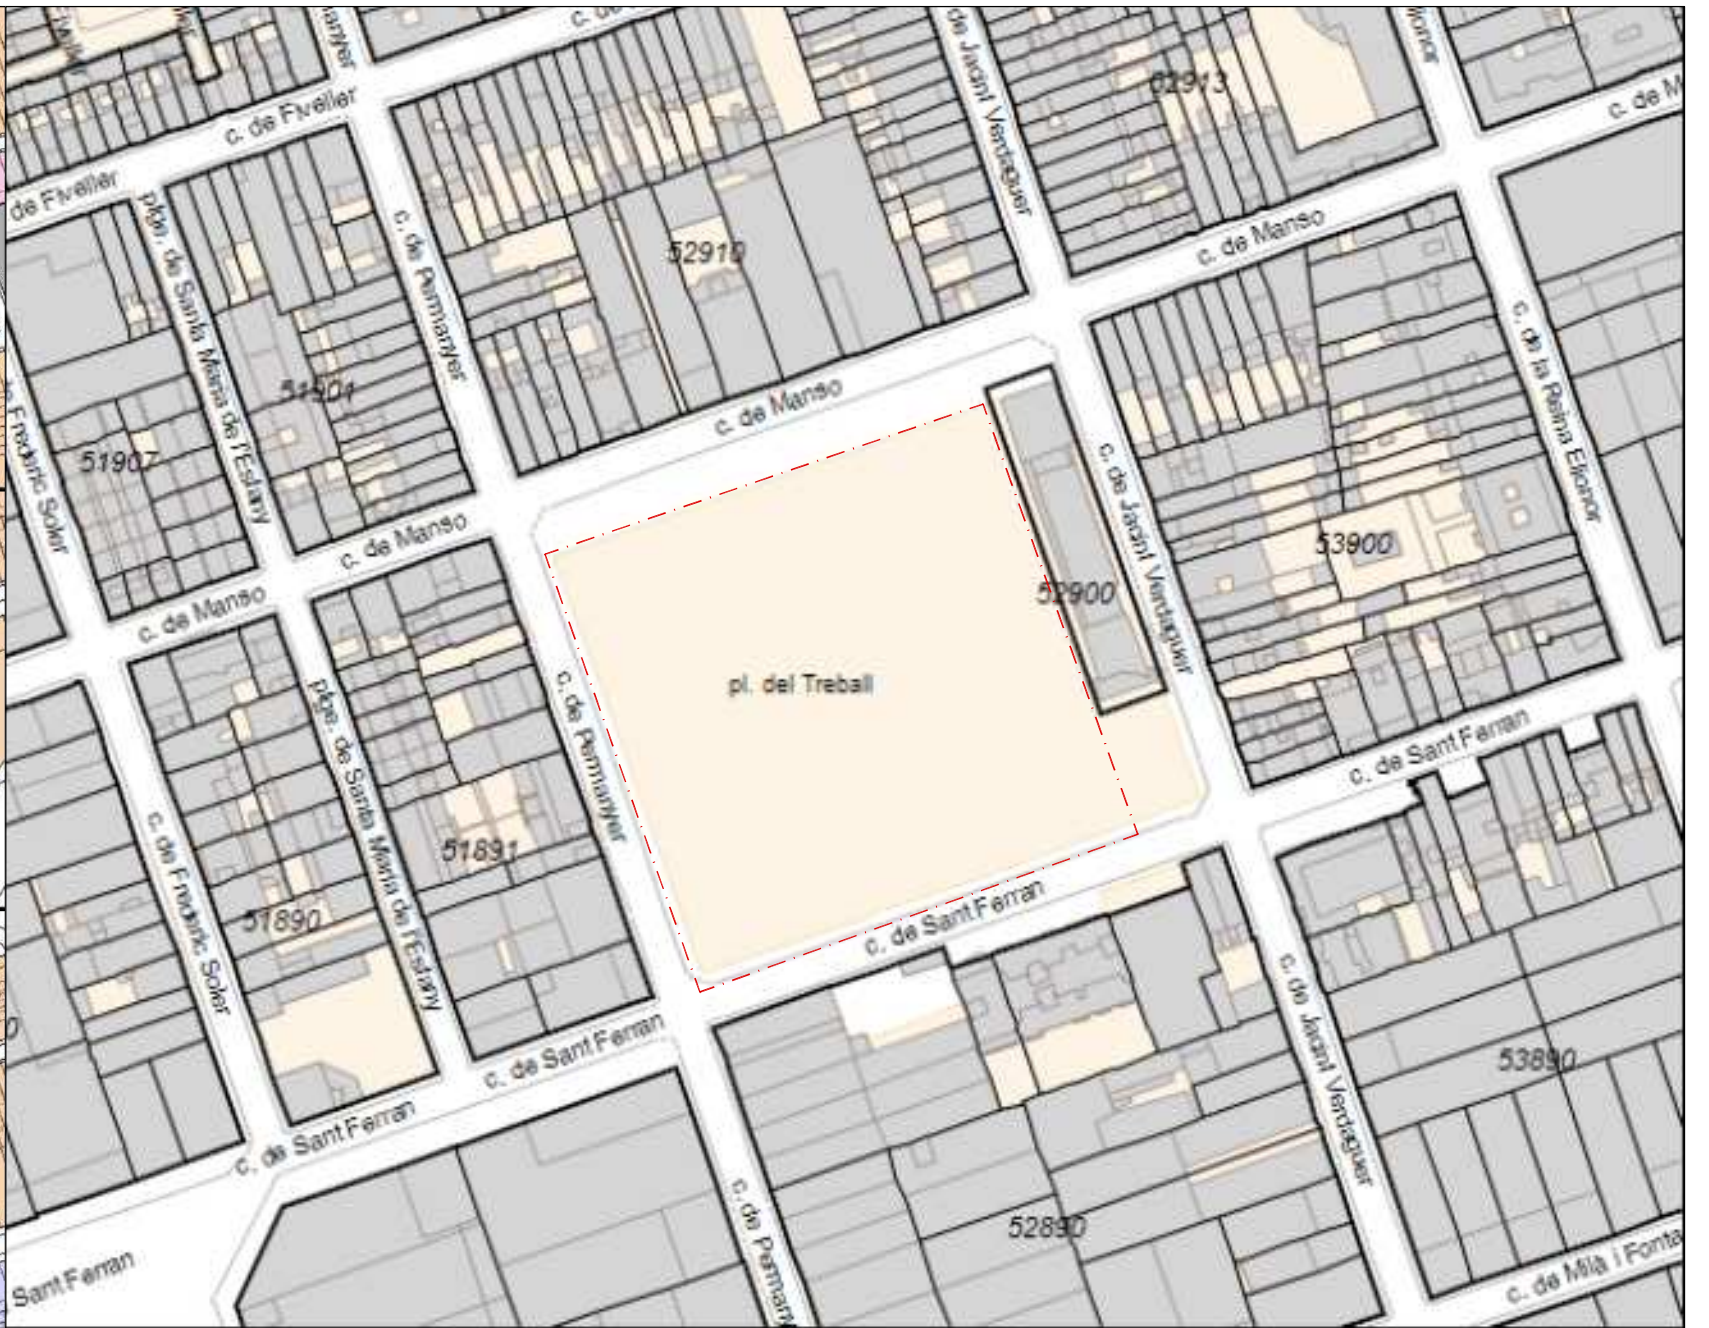 c. de
c. de Fiveller
de Fiveller
de Jacint Verdaguer
62913
c. de M
ptge. de Santa Maria de l'Estany
c. de Permanyer
52910
c. de Manso
c. de la Reina Elionor
51901
51907
c. de Manso
c. de Manso
c. de Manso
de Frederic Soler
c. de Jacint Verdaguer
53900
52900
pl. del Treball
c. de Permanyer
ptge. de Santa Maria de l'Estany
c. de Sant Ferran
c. de Frederic Soler
51891
51890
c. de Sant Ferran
c. de Sant Ferran
c. de Jacint Verdaguer
53890
c. de Sant Ferran
c. de Permany
52890
Sant Ferran
c. de Milà i Fonta